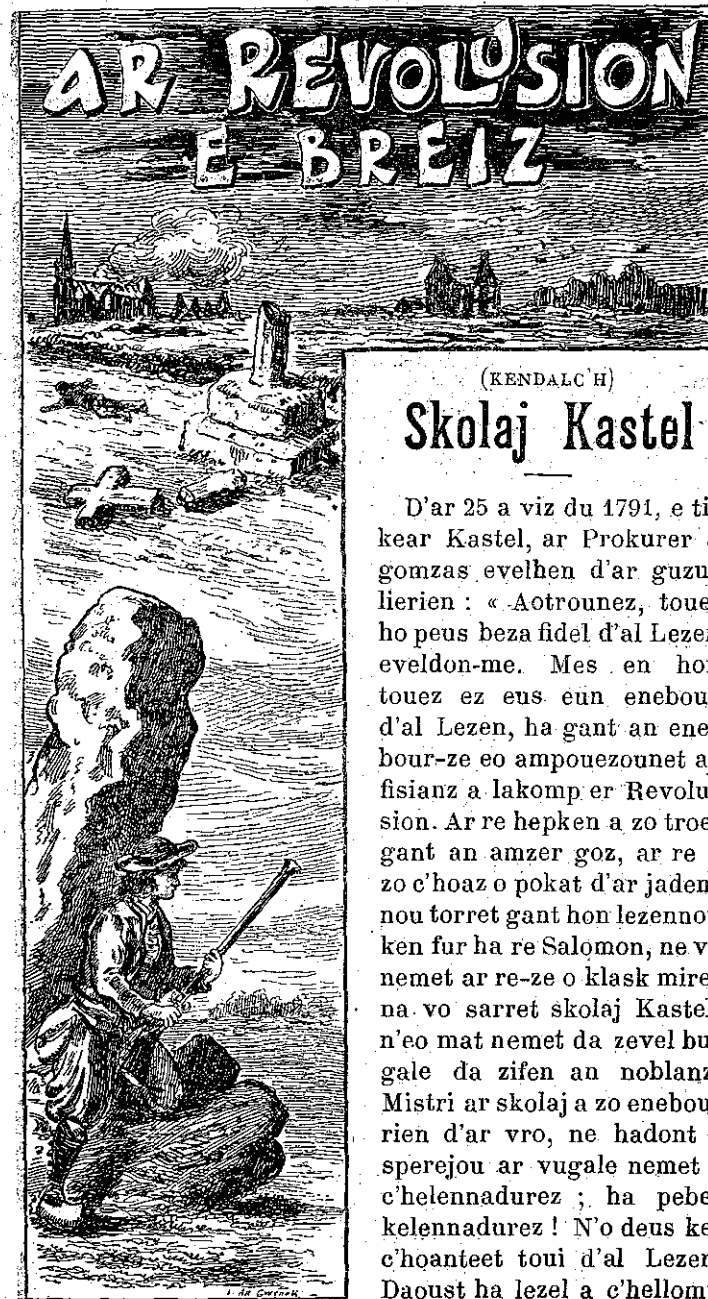 AR REVOLUSION
E BREIZ
(KENDALC'H)
Skolaj Kastel
D'ar 25 a viz du 1791, e ti
kear Kastel, ar Prokurer a
gomzas evelhen d'ar guzu
lierien : « Aotrounez, toue
ho peus beza fidel d'al Lezen
eveldon-me. Mes en hon
touez ez eus eun enebou
d'al Lezen, ha gant an ene
bour-ze eo ampouezounet a
fisianz a lakomp er Revolu
sion. Ar re hepken a zo troe
gant an amzer goz, ar re
zo c'hoaz o pokat d'ar jaden
nou torret gant hon lezennou
ken fur ha re Salomon, ne v
nemet ar re-ze o klask mire
na vo sarret skolaj Kastel
n'eo mat nemet da zevel bu
gale da zifen an noblanz
Mistri ar skolaj a zo enebou
rien d'ar vro, ne hadont
sperejou ar vugale nemet
c'helennadurez ; ha pebe
kelennadurez ! N'o deus ke
c'hoanteet toui d'al Lezen
Daoust ha lezel a c'hellom